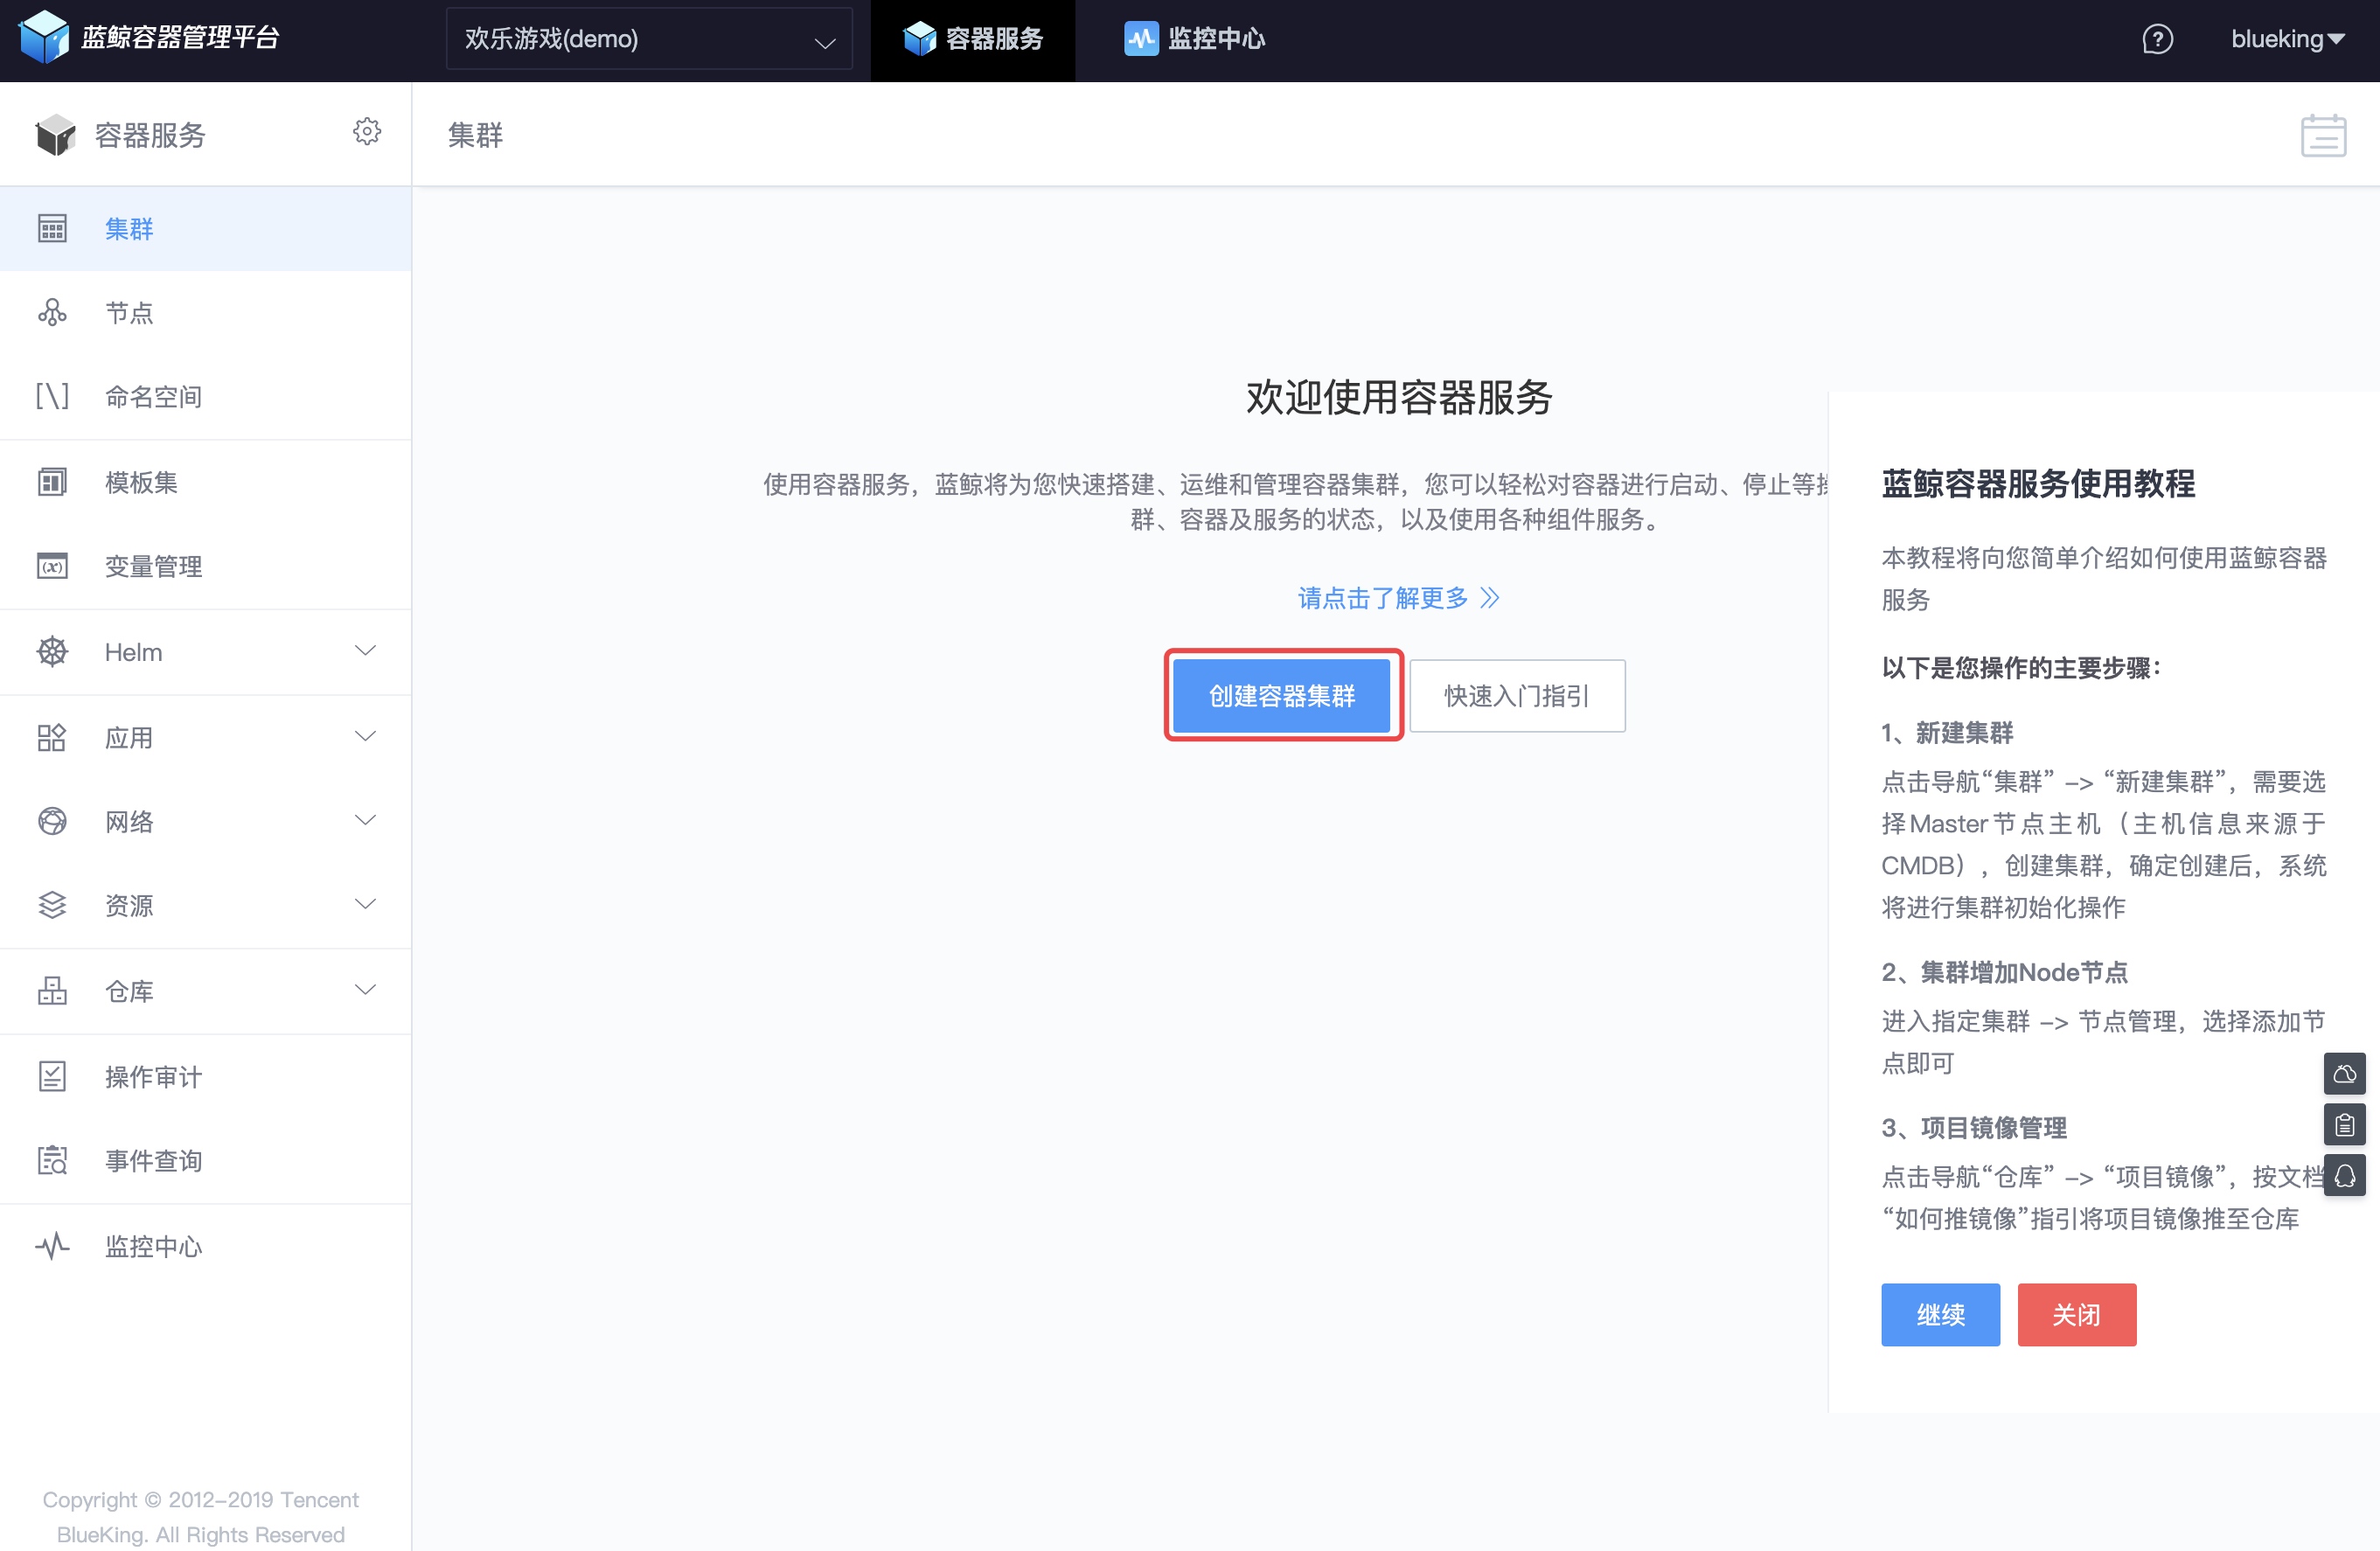 蓝鲸容器管理平台
欢乐游戏(demo)
容器服务
监控中心
blueking
容器服务
集群
节点
命名空间
模板集
变量管理
Helm
应用
网络
资源
仓库
操作审计
事件查询
监控中心
Copyright © 2012-2019 Tencent
BlueKing. All Rights Reserved
集群
欢迎使用容器服务
使用容器服务，蓝鲸将为您快速搭建、运维和管理容器集群，您可以轻松对容器进行启动、停止等
群、容器及服务的状态，以及使用各种组件服务。
请点击了解更多
创建容器集群
快速入门指引
蓝鲸容器服务使用教程
本教程将向您简单介绍如何使用蓝鲸容器
服务
以下是您操作的主要步骤：
1、新建集群
点击导航“集群” –> “新建集群”，需要选
择Master节点主机（主机信息来源于
CMDB），创建集群，确定创建后，系统
将进行集群初始化操作
2、集群增加Node节点
进入指定集群 –> 节点管理，选择添加节
点即可
3、项目镜像管理
点击导航“仓库” –> “项目镜像”，按文档
“如何推镜像”指引将项目镜像推至仓库
继续
关闭